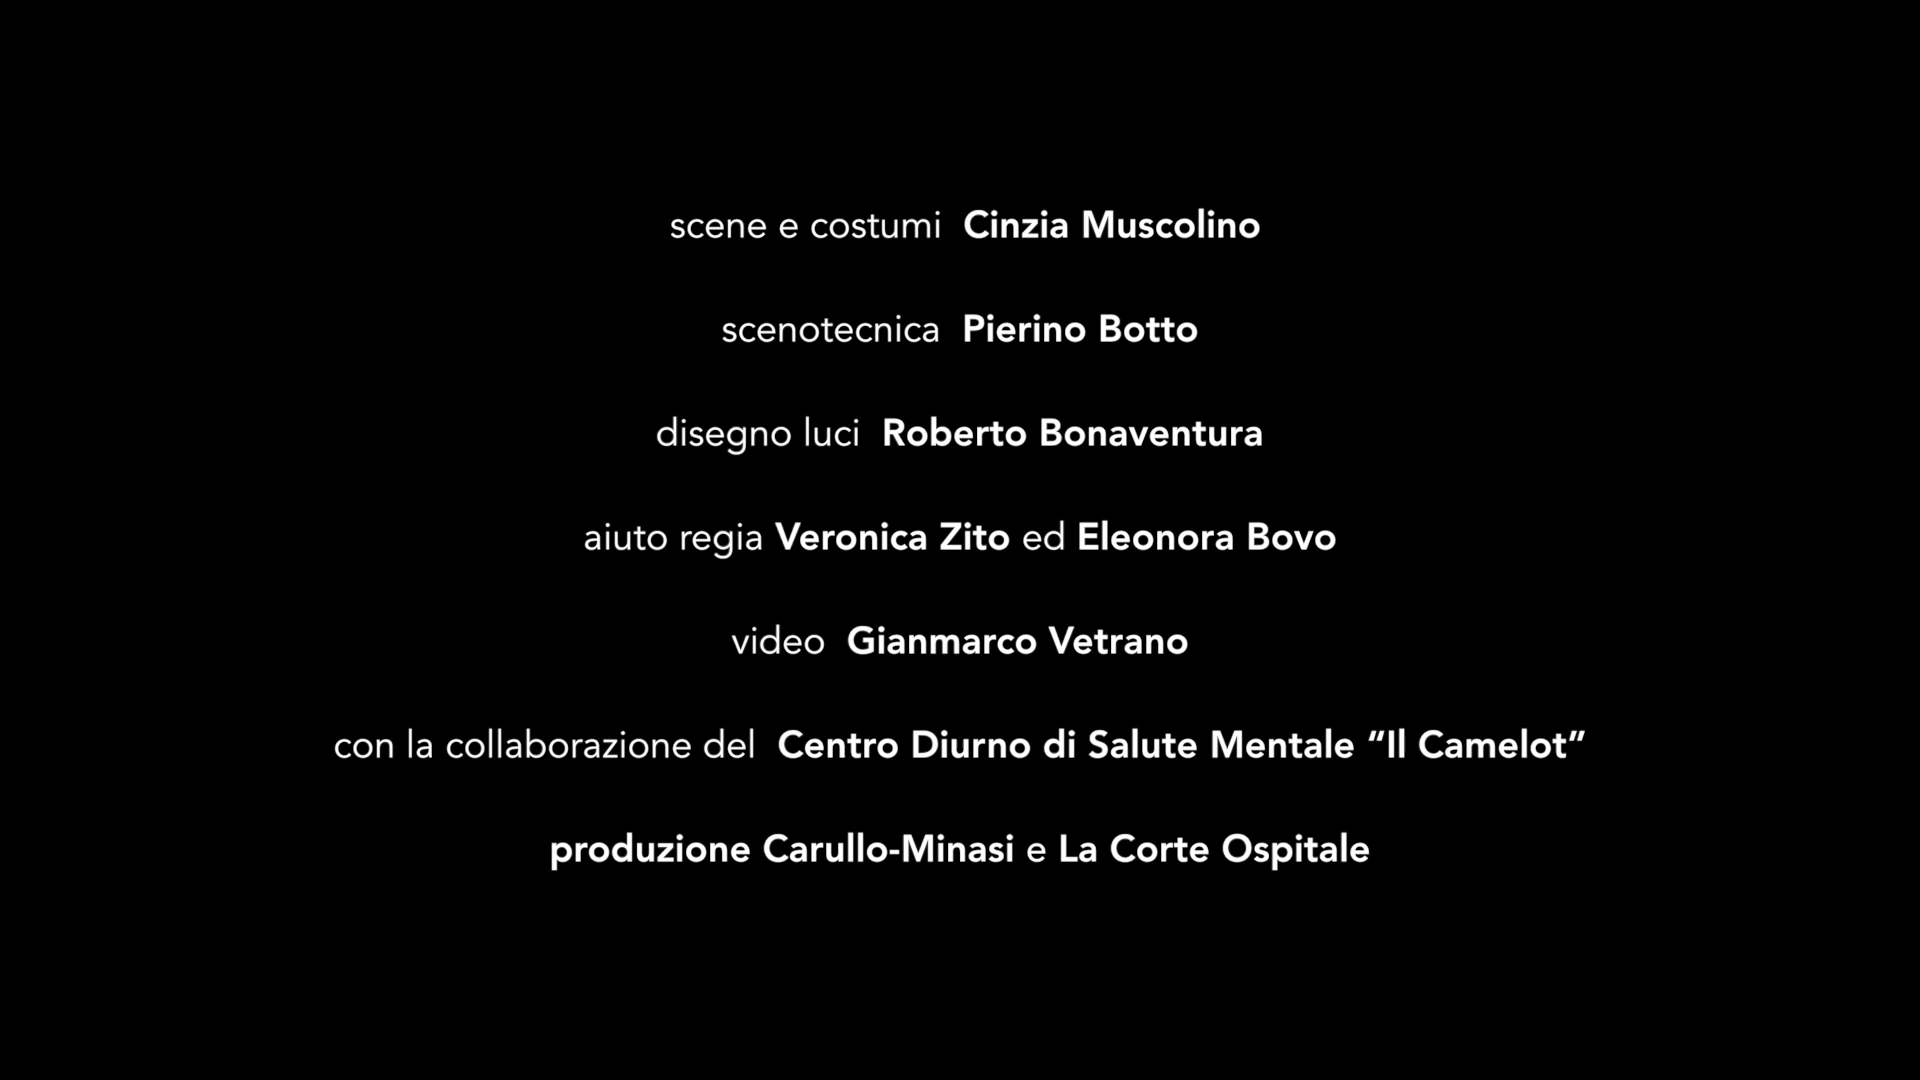 scene e costumi Cinzia Muscolino
scenotecnica Pierino Botto
disegno luci Roberto Bonaventura
aiuto regia Veronica Zito ed Eleonora Bovo
video Gianmarco Vetrano
con la collaborazione del Centro Diurno di Salute Mentale “Il Camelot”
produzione Carullo-Minasi e La Corte Ospitale